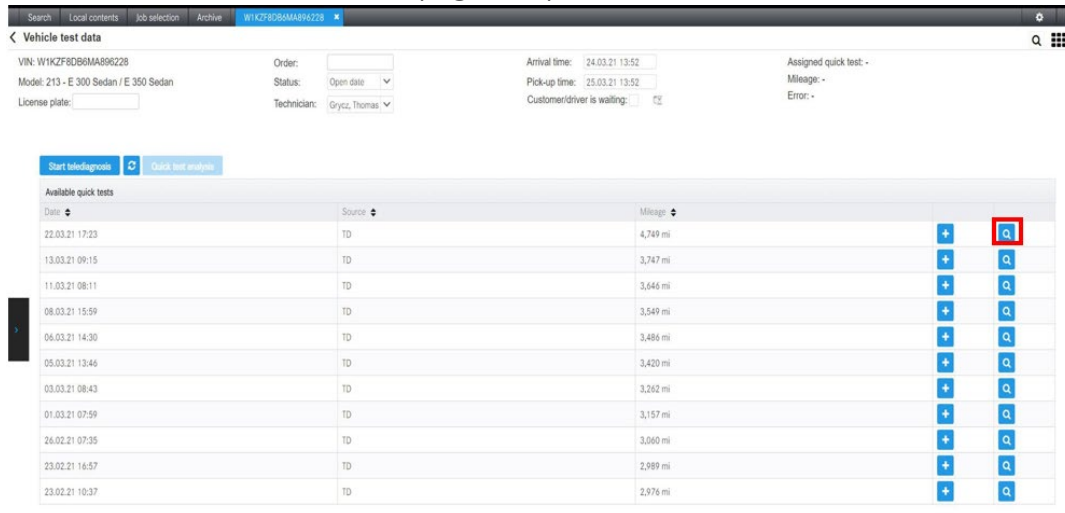 Search Local contents Job selection Archive W1KZF8DB6MA896228 ×
Vehicle test data
VIN: W1KZF8DB6MA896228 Order: Arrival time: 24.03.21 13:52 Assigned quick test: -
Model: 213 - E 300 Sedan / E 350 Sedan Status: Open date Pick-up time: 25.03.21 13:52 Mileage: -
License plate: Technician: Grycz, Thomas Customer/driver is waiting: Error: -
Start telediagnosis Quick test analysis
Available quick tests
Date Source Mileage
22.03.21 17:23 TD 4,749 mi
13.03.21 09:15 TD 3,747 mi
11.03.21 08:11 TD 3,646 mi
08.03.21 15:59 TD 3,549 mi
06.03.21 14:30 TD 3,486 mi
05.03.21 13:46 TD 3,420 mi
03.03.21 08:43 TD 3,262 mi
01.03.21 07:59 TD 3,157 mi
26.02.21 07:35 TD 3,060 mi
23.02.21 16:57 TD 2,989 mi
23.02.21 10:37 TD 2,976 mi